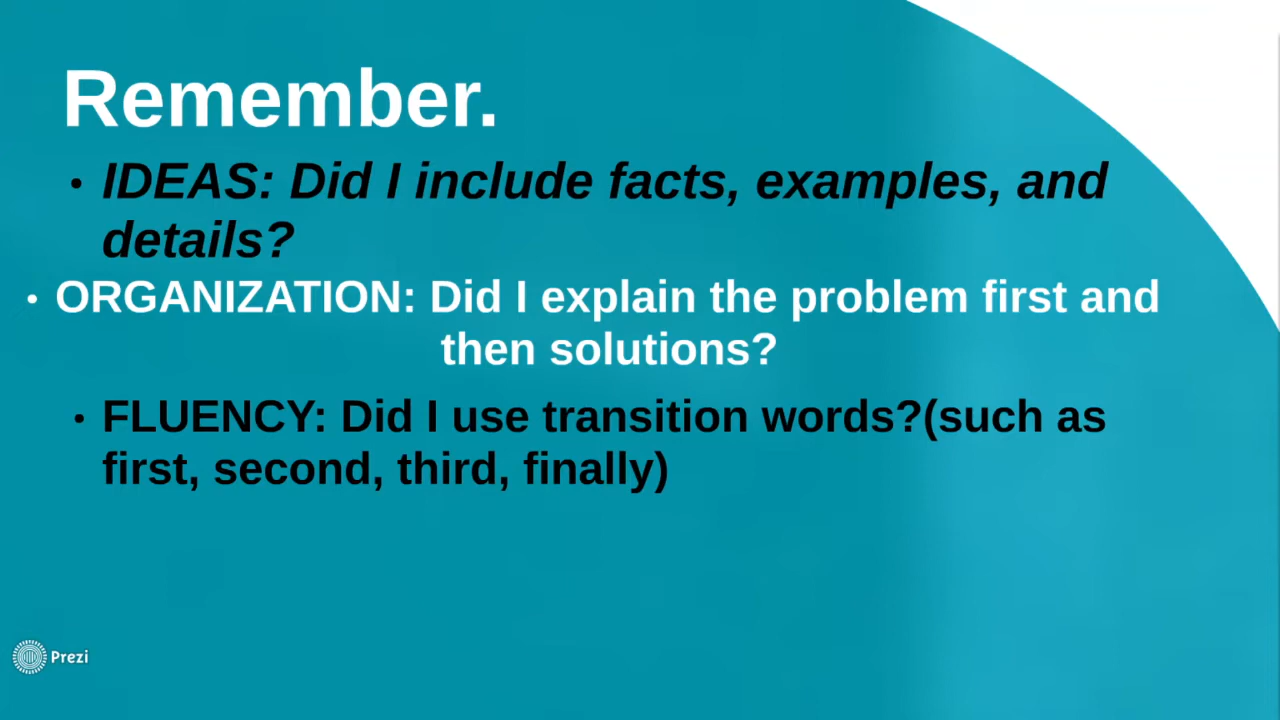 Remember.
• IDEAS: Did I include facts, examples, and
details?
• ORGANIZATION: Did I explain the problem first and
then solutions?
• FLUENCY: Did I use transition words?(such as
first, second, third, finally)
Prezi